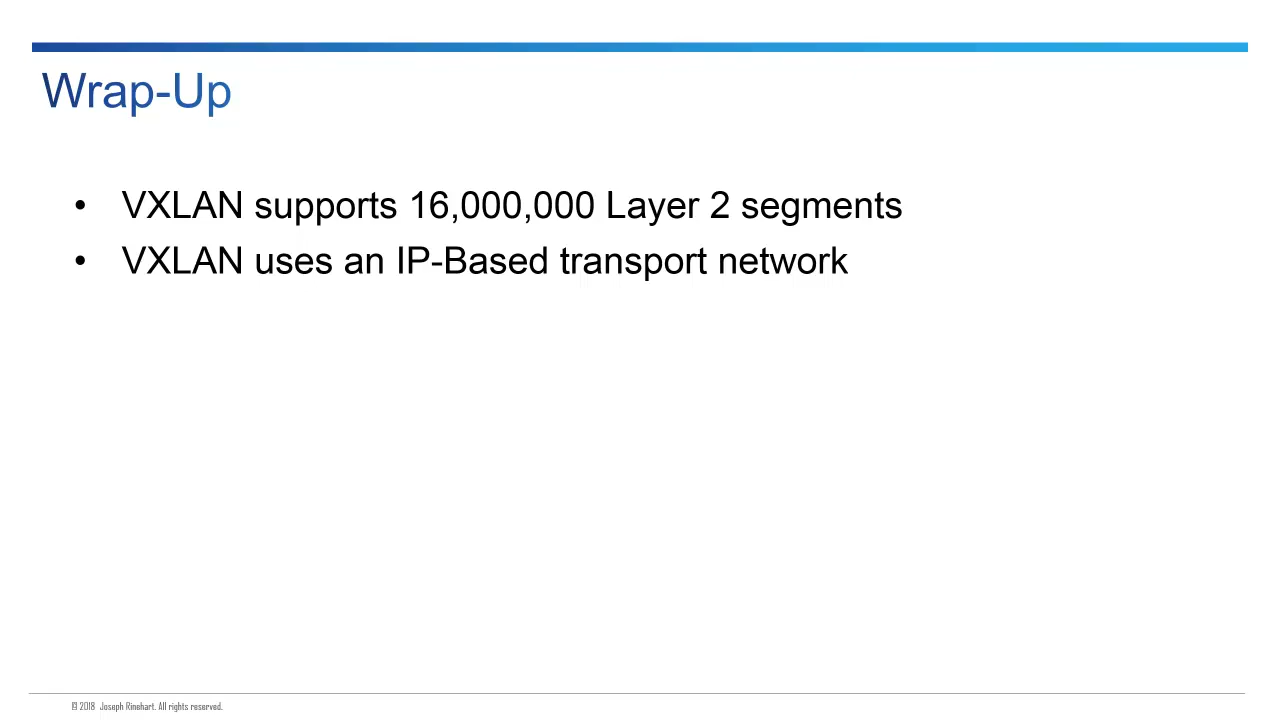 Wrap-Up
• VXLAN supports 16,000,000 Layer 2 segments
• VXLAN uses an IP-Based transport network
© 2018 Joseph Rinehart. All rights reserved.